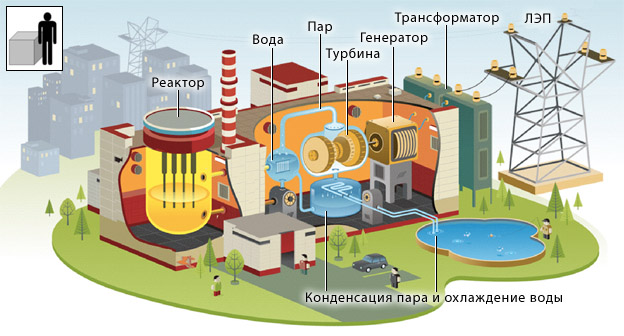 Трансформатор
ЛЭП
Пар
Генератор
Вода
Турбина
Реактор
Конденсация пара и охлаждение воды